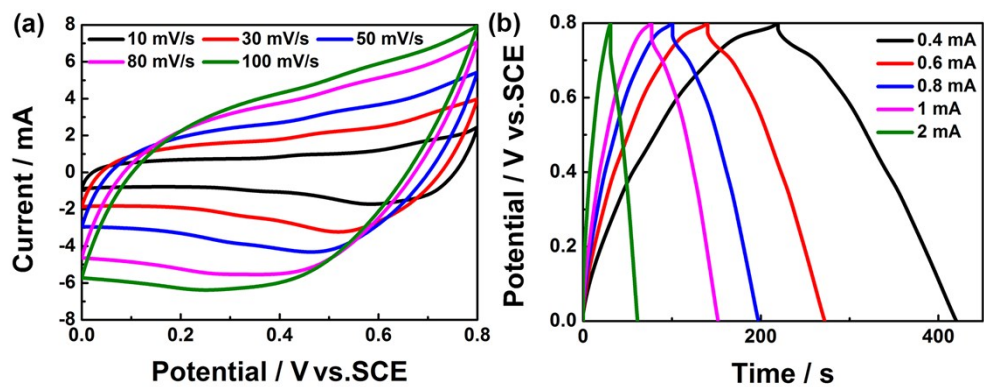 (a)
10 mV/s 30 mV/s 50 mV/s
80 mV/s 100 mV/s
Current / mA
8
6
4
2
0
-2
-4
-6
-8
0.0 0.2 0.4 0.6 0.8
Potential / V vs.SCE
(b)
0.4 mA
0.6 mA
0.8 mA
1 mA
2 mA
Potential / V vs.SCE
0.8
0.6
0.4
0.2
0.0
0 200 400
Time / s